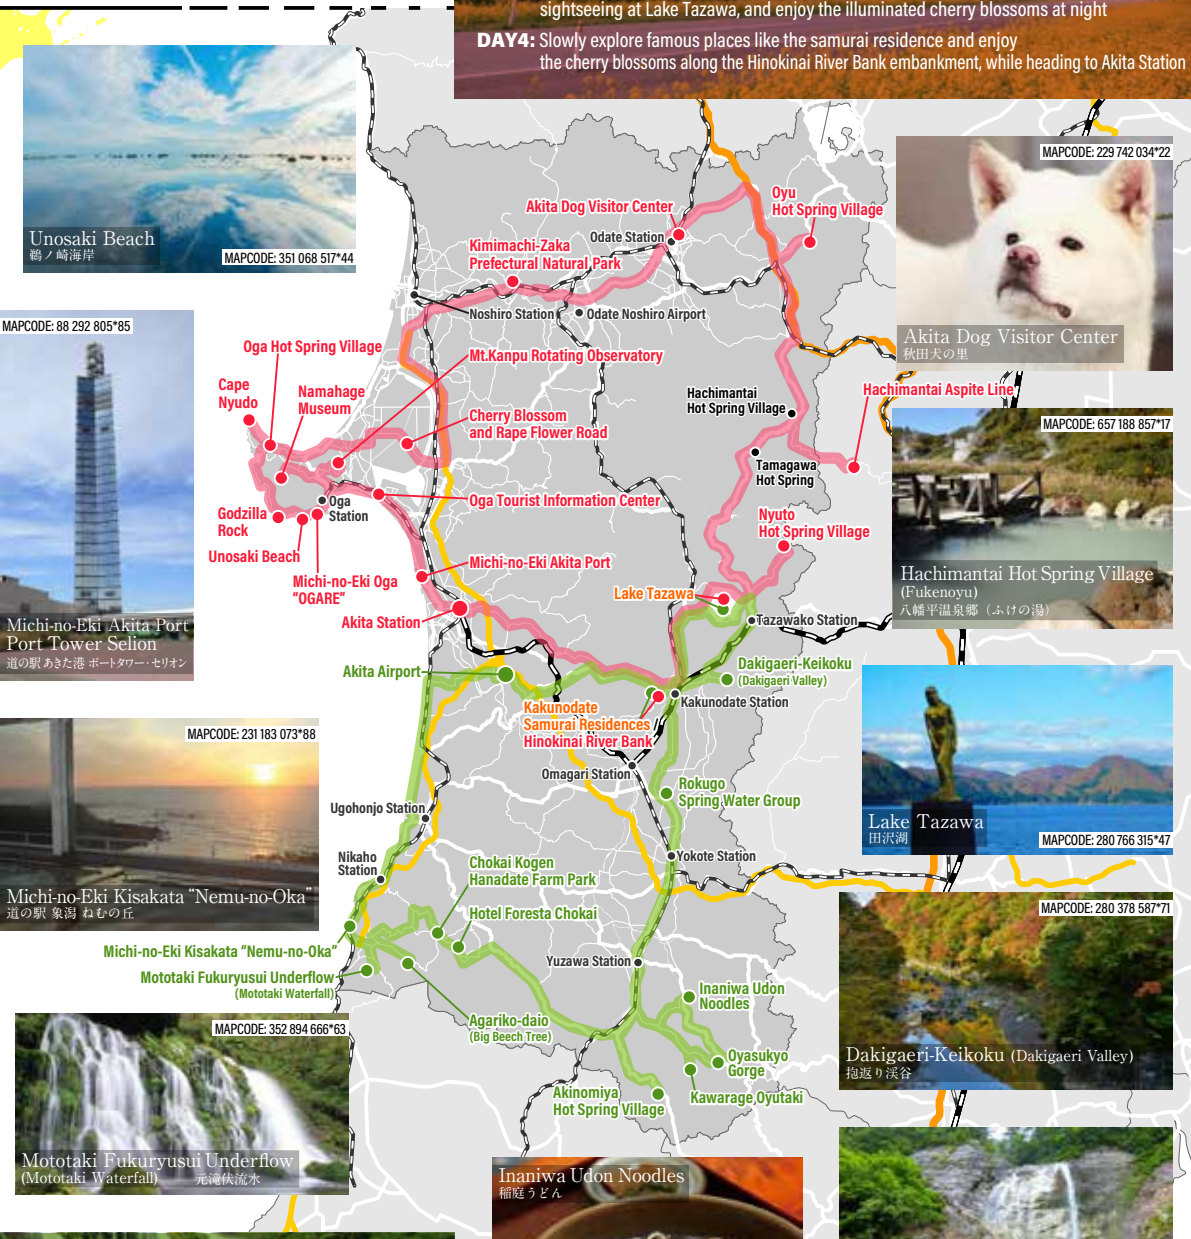 sightseeing at Lake Tazawa, and enjoy the illuminated cherry blossoms at night
DAY4: Slowly explore famous places like the samurai residence and enjoy
the cherry blossoms along the Hinokinai River Bank embankment, while heading to Akita Station
Unosaki Beach
鵜ノ崎海岸
MAPCODE: 351 068 517*44
MAPCODE: 229 742 034*22
Akita Dog Visitor Center
秋田犬の里
Oyu
Hot Spring Village
Akita Dog Visitor Center
Odate Station
Kimimachi-Zaka
Prefectural Natural Park
Noshiro Station
Odate Noshiro Airport
MAPCODE: 88 292 805*85
Michi-no-Eki Akita Port
Port Tower Selion
道の駅 あきた港 ポートタワー・セリオン
Oga Hot Spring Village
Mt.Kanpu Rotating Observatory
Cape
Nyudo
Namahage
Museum
Cherry Blossom
and Rape Flower Road
Hachimantai
Hot Spring Village
Hachimantai Aspite Line
MAPCODE: 657 188 857*17
Hachimantai Hot Spring Village
(Fukenoyu)
八幡平温泉郷（ふけの湯）
Tamagawa
Hot Spring
Oga
Station
Oga Tourist Information Center
Godzilla
Rock
Unosaki Beach
Michi-no-Eki Oga
"OGARE"
Nyuto
Hot Spring Village
Michi-no-Eki Akita Port
Lake Tazawa
Akita Station
Tazawako Station
Akita Airport
Dakigaeri-Keikoku
(Dakigaeri Valley)
Kakunodate Station
Kakunodate
Samurai Residences
Hinokinai River Bank
Lake Tazawa
田沢湖
MAPCODE: 280 766 315*47
MAPCODE: 231 183 073*88
Michi-no-Eki Kisakata “Nemu-no-Oka”
道の駅 象潟 ねむの丘
Omagari Station
Rokugo
Spring Water Group
Ugohonjo Station
Nikaho
Station
Yokote Station
Chokai Kogen
Hanadate Farm Park
Hotel Foresta Chokai
MAPCODE: 280 378 587*71
Dakigaeri-Keikoku (Dakigaeri Valley)
抱返り渓谷
Michi-no-Eki Kisakata "Nemu-no-Oka"
Mototaki Fukuryusui Underflow
(Mototaki Waterfall)
Yuzawa Station
Inaniwa Udon
Noodles
Agariko-daio
(Big Beech Tree)
Oyasukyo
Gorge
Kawarage Oyutaki
Akinomiya
Hot Spring Village
MAPCODE: 352 894 666*63
Mototaki Fukuryusui Underflow
(Mototaki Waterfall) 元滝伏流水
Inaniwa Udon Noodles
稲庭うどん